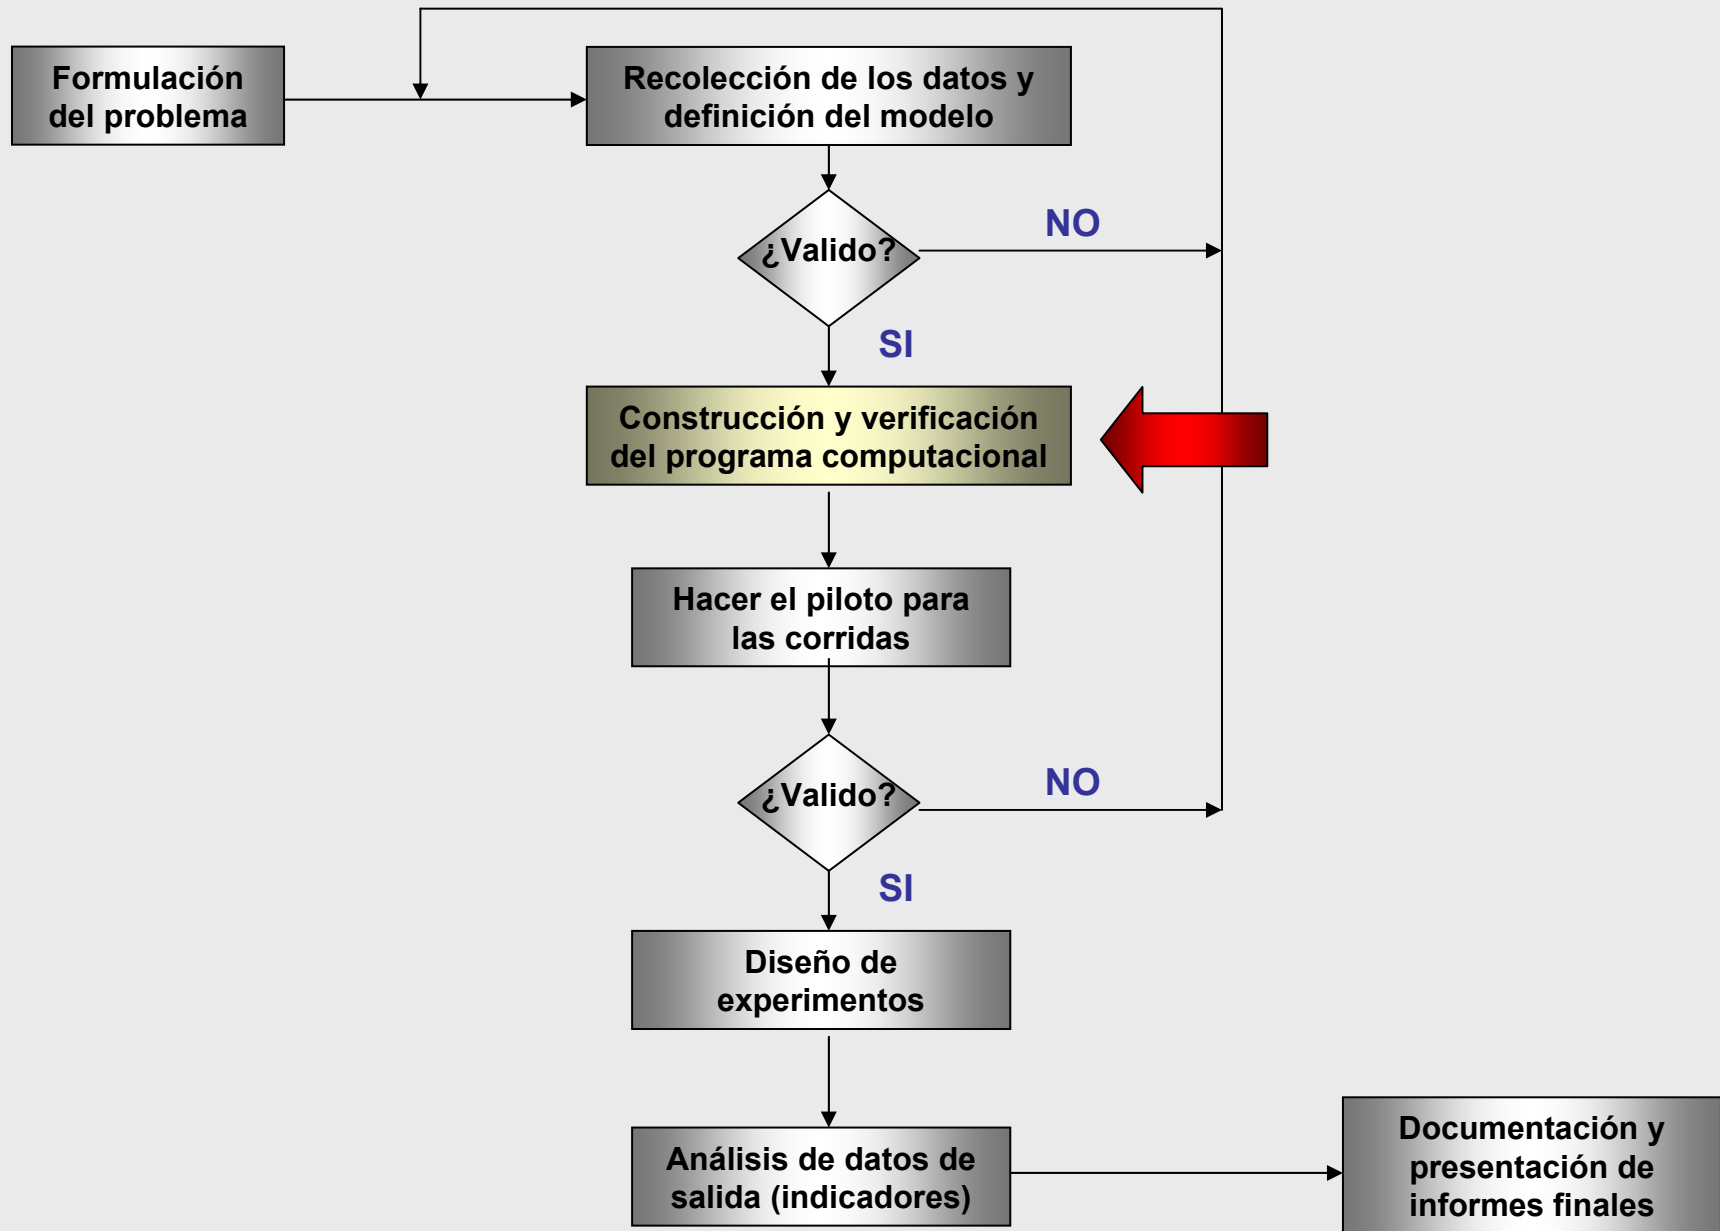 Formulación
del problema
Recolección de los datos y
definición del modelo
¿Valido?
NO
SI
Construcción y verificación
del programa computacional
Hacer el piloto para
las corridas
¿Valido?
NO
SI
Diseño de
experimentos
Análisis de datos de
salida (indicadores)
Documentación y
presentación de
informes finales